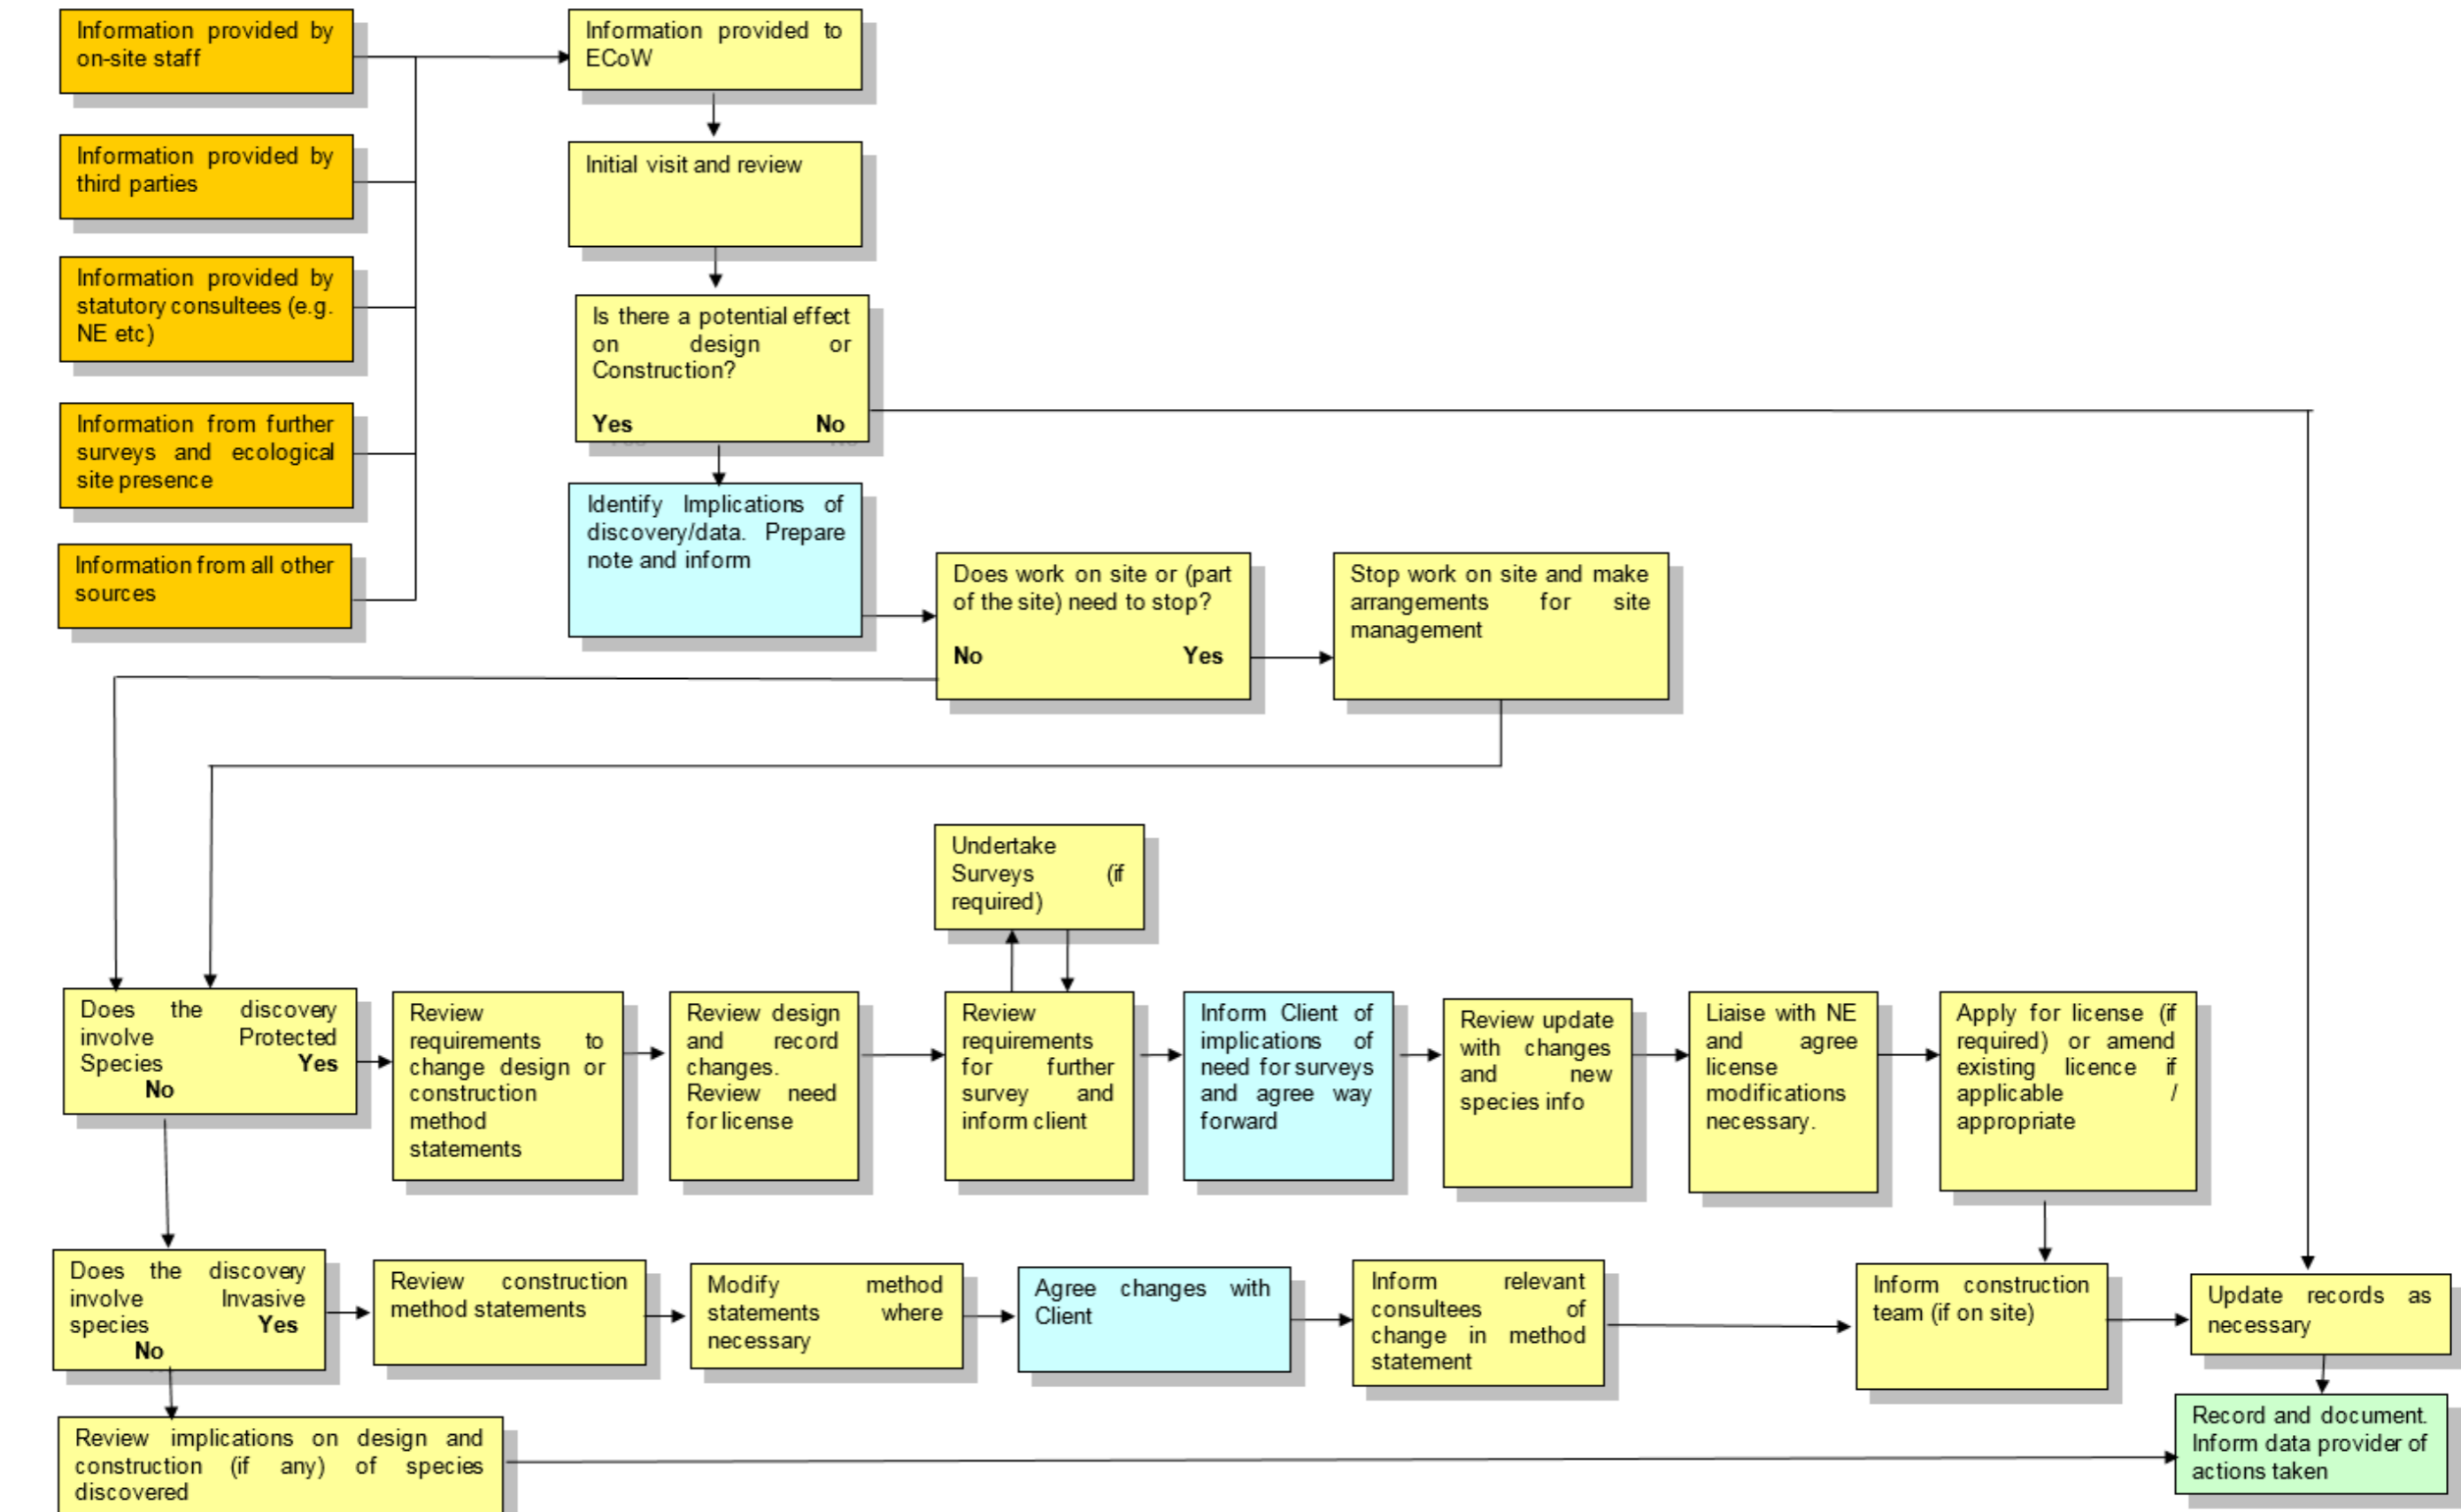 Information provided by
on-site staff
Information provided to
ECoW
Information provided by
third parties
Initial visit and review
Information provided by
statutory consultees (e.g.
NE etc)
Is there a potential effect
on design or
Construction?
Yes No
Information from further
surveys and ecological
site presence
Identify Implications of
discovery/data. Prepare
note and inform
Information from all other
sources
Does work on site or (part
of the site) need to stop?
No Yes
Stop work on site and make
arrangements for site
management
Undertake
Surveys (if
required)
Does the discovery
involve Protected
Species Yes
No
Review
requirements to
change design or
construction
method
statements
Review design
and record
changes.
Review need
for license
Review
requirements
for further
survey and
inform client
Inform Client of
implications of
need for surveys
and agree way
forward
Review update
with changes
and new
species info
Liaise with NE
and agree
license
modifications
necessary.
Apply for license (if
required) or amend
existing licence if
applicable /
appropriate
Does the discovery
involve Invasive
species Yes
No
Review construction
method statements
Modify method
statements where
necessary
Agree changes with
Client
Inform relevant
consultees of
change in method
statement
Inform construction
team (if on site)
Update records as
necessary
Review implications on design and
construction (if any) of species
discovered
Record and document.
Inform data provider of
actions taken